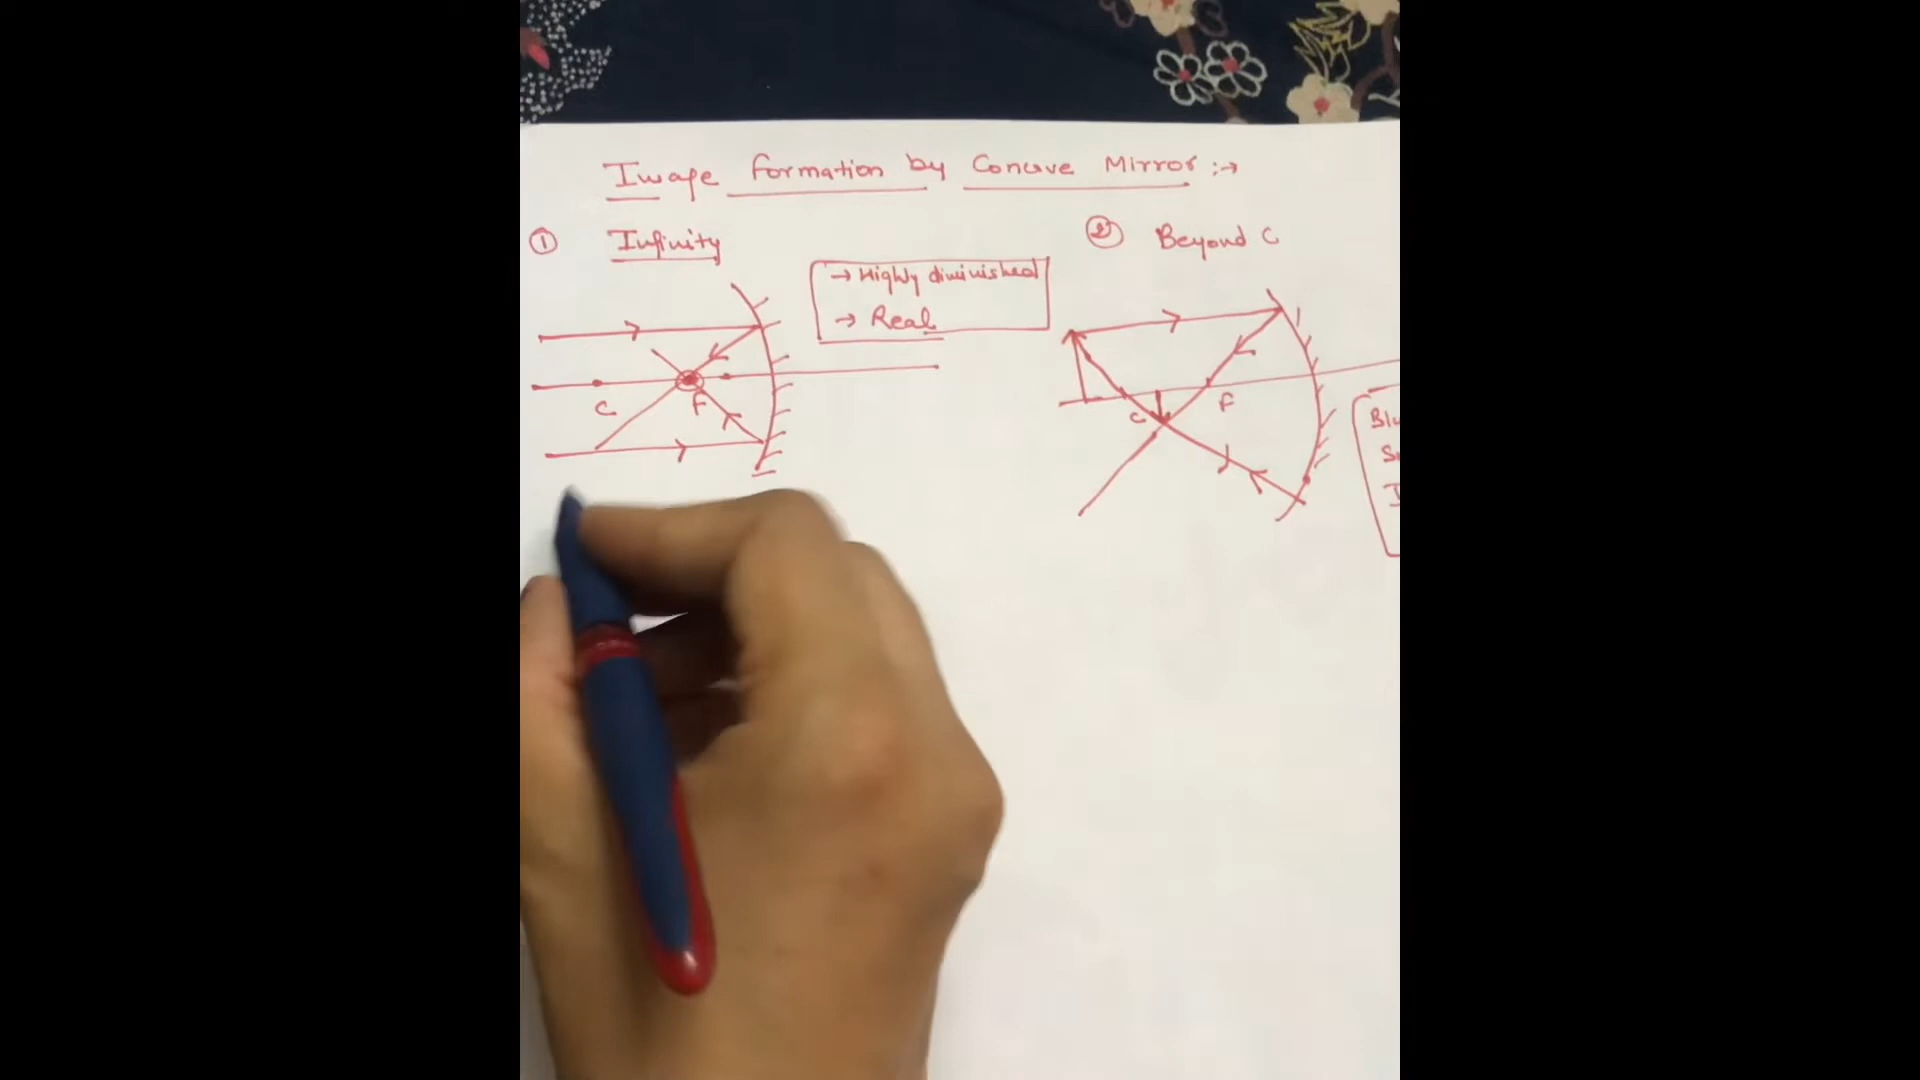 Image formation by Concave Mirror :→
① Infinity
→ Highly diminished
→ Real
C
F
② Beyond C
C
F